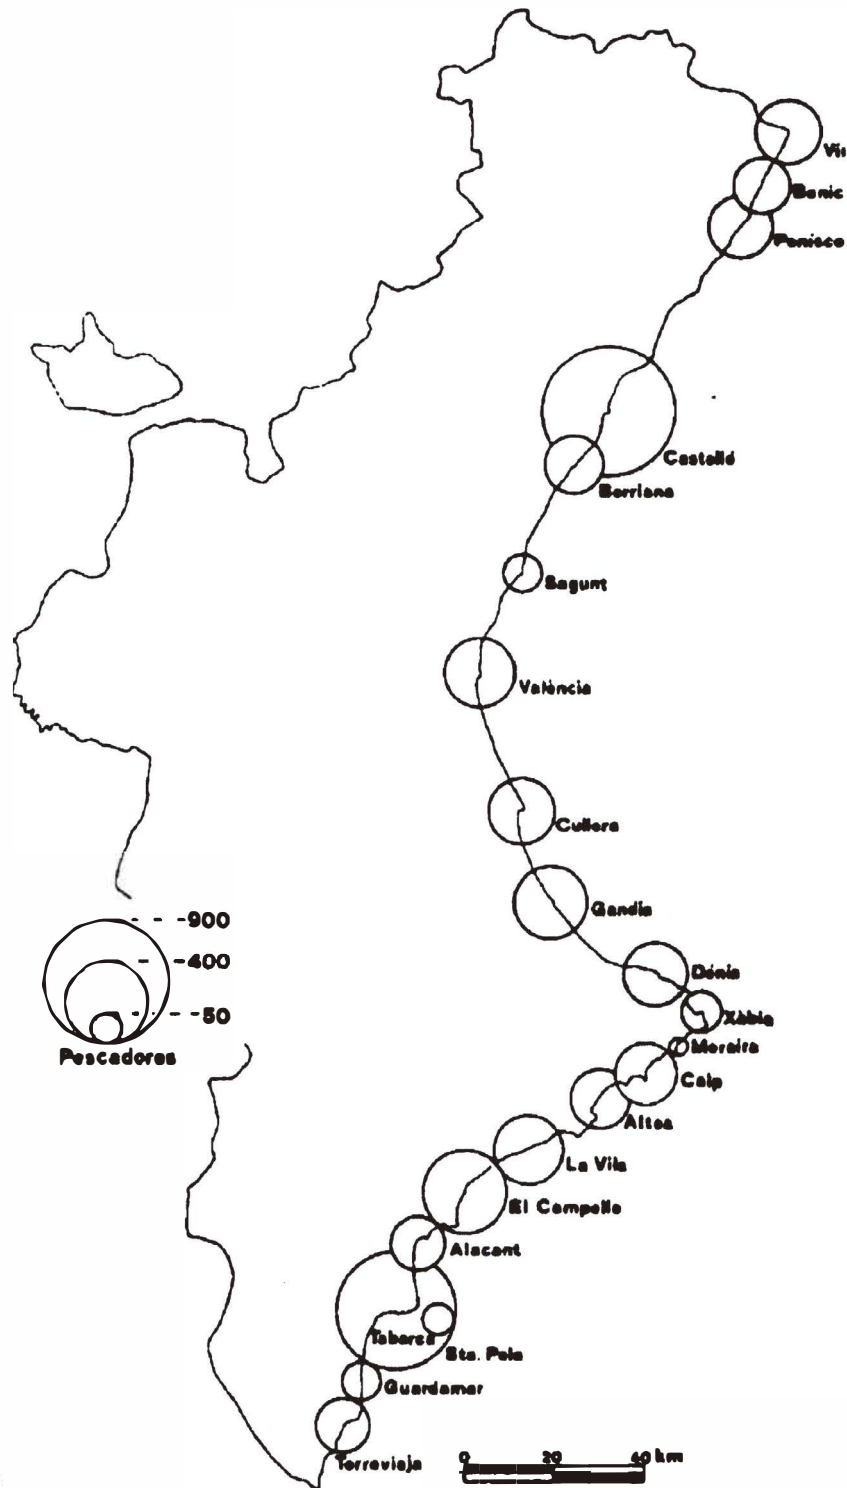 Benic
Penisco
Castelló
Borriana
Sagunt
València
Cullera
Gandia
900
400
50
Pescadores
Dénia
Xàbia
Moraira
Calp
Altea
La Vila
El Campello
Alacant
Tabarca
Sta. Pola
Guardamar
Torrevieja
0 20 40 km